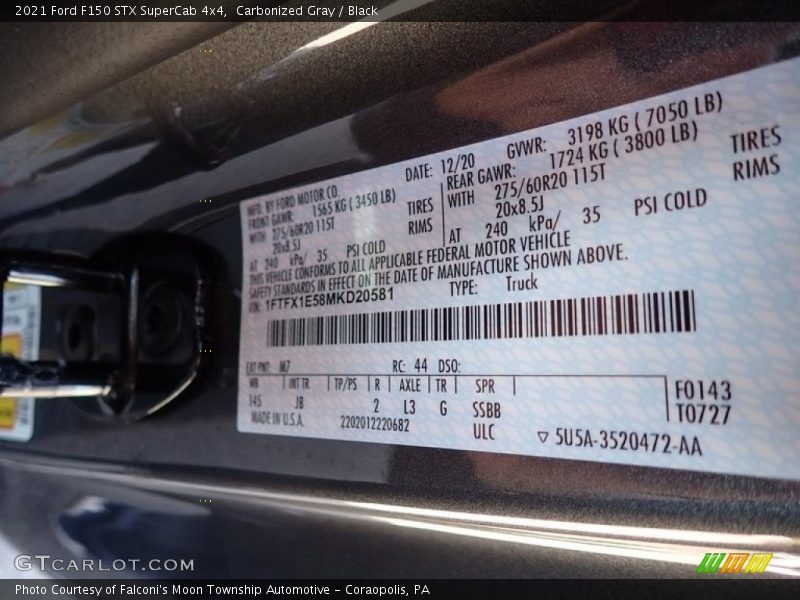 2021 Ford F150 STX SuperCab 4x4, Carbonized Gray / Black
MFD. BY FORD MOTOR CO.
DATE: 12/20
GVWR: 3198 KG ( 7050 LB)
FRONT GAWR:
1565 KG ( 3450 LB)
REAR GAWR:
1724 KG ( 3800 LB)
WITH
275/60R20 115T
TIRES
WITH
275/60R20 115T
TIRES
20x8.5J
RIMS
20x8.5J
RIMS
AT 240 kPa/ 35 PSI COLD
AT 240 kPa/ 35 PSI COLD
THIS VEHICLE CONFORMS TO ALL APPLICABLE FEDERAL MOTOR VEHICLE
SAFETY STANDARDS IN EFFECT ON THE DATE OF MANUFACTURE SHOWN ABOVE.
VIN: 1FTFX1E58MKD20581
TYPE: Truck
EXT PNT: M7 RC: 44 DSO:
WB INT TR TP/PS R AXLE TR SPR
F0143
145 JB 2 L3 G SSBB
T0727
MADE IN U.S.A. 2202012220682 ULC
5U5A-3520472-AA
GTCARLOT.COM
Photo Courtesy of Falconi's Moon Township Automotive - Coraopolis, PA